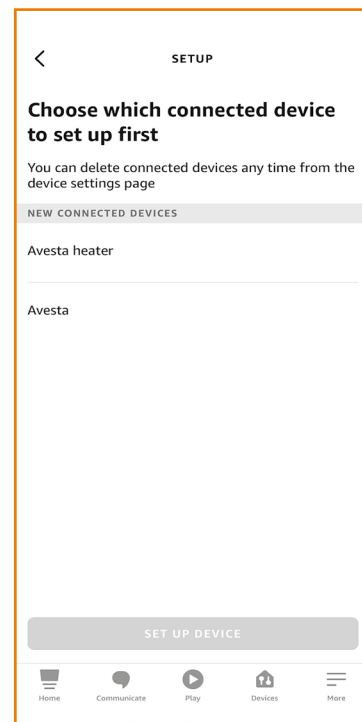 SETUP
Choose which connected device
to set up first
You can delete connected devices any time from the
device settings page
NEW CONNECTED DEVICES
Avesta heater
Avesta
SET UP DEVICE
Home Communicate Play Devices More